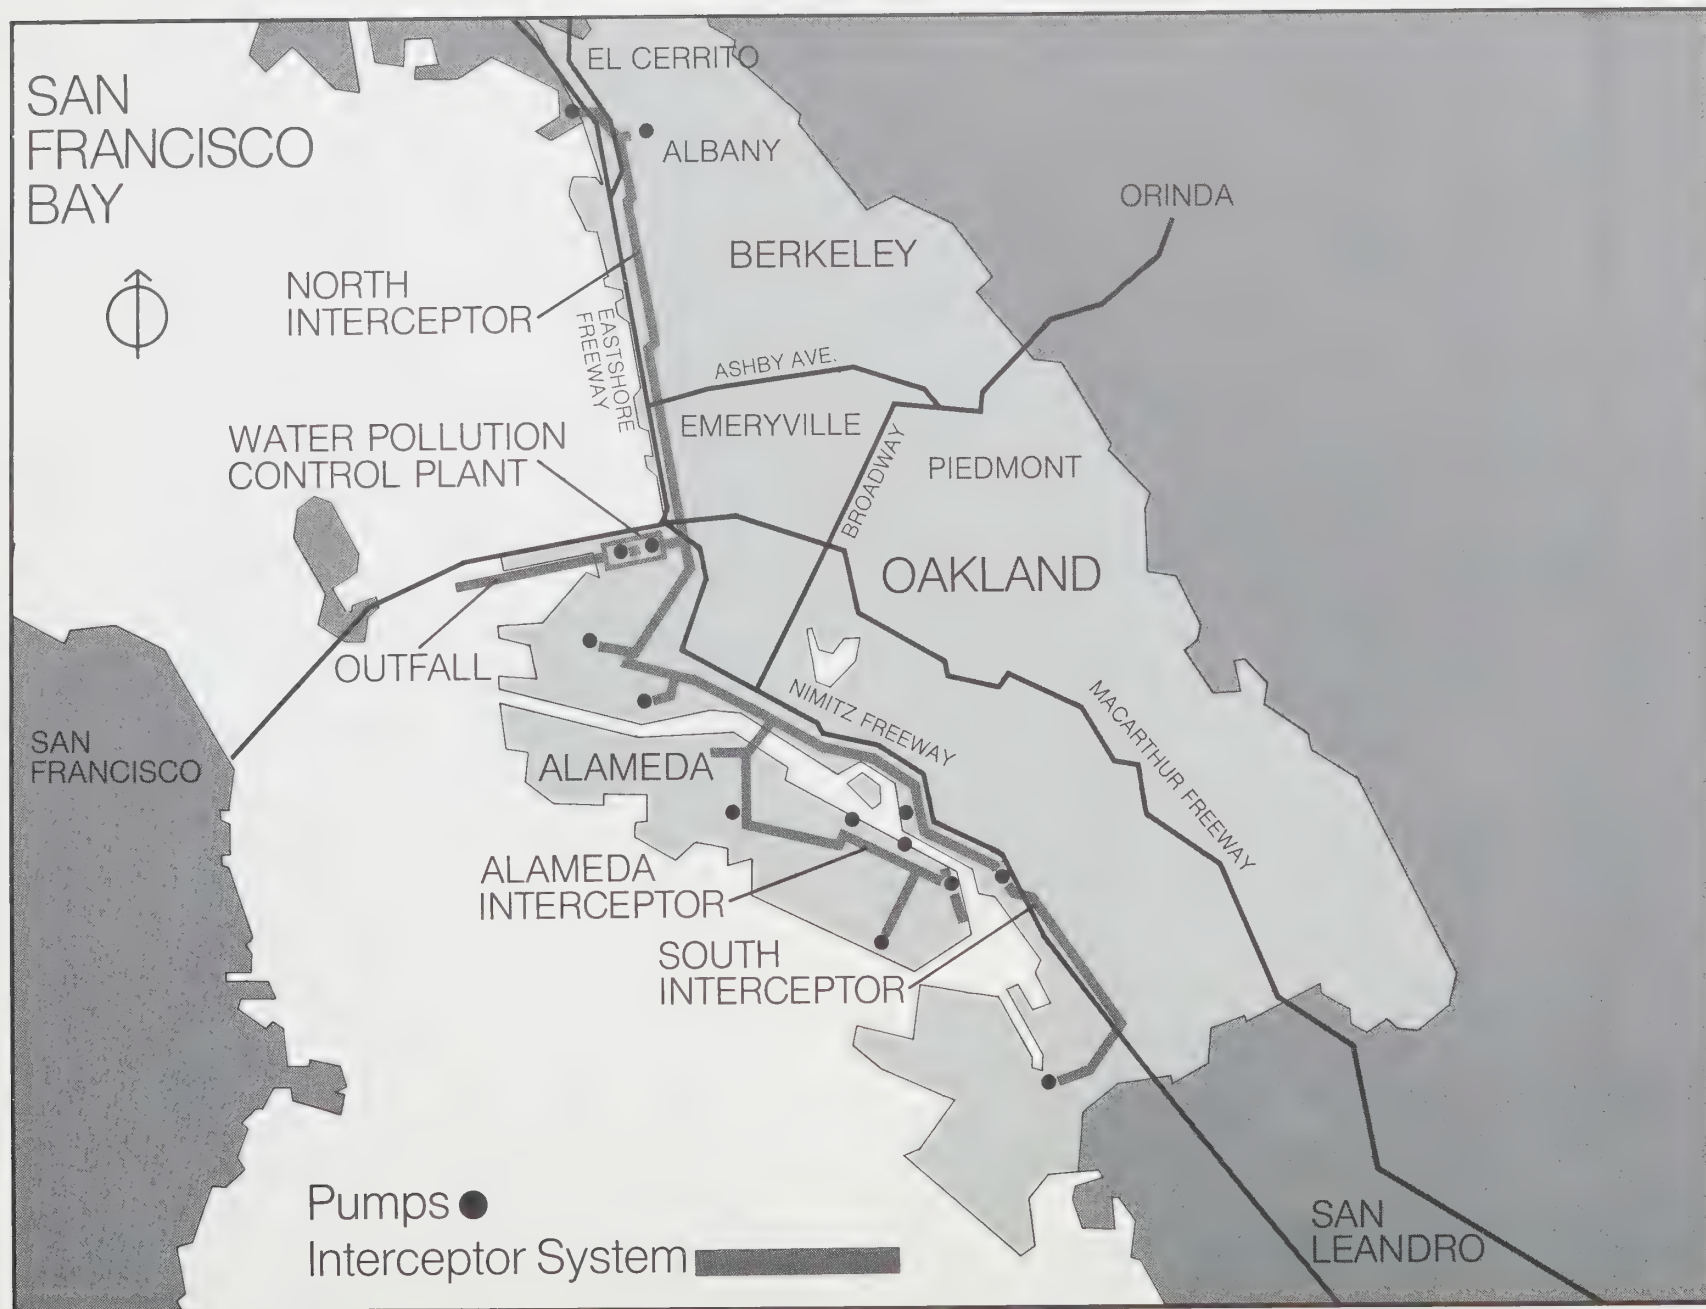 EL CERRITO
SAN
FRANCISCO
BAY
ALBANY
ORINDA
BERKELEY
NORTH
INTERCEPTOR
EASTSHORE
FREEWAY
ASHBY AVE.
EMERYVILLE
WATER POLLUTION
CONTROL PLANT
BROADWAY
PIEDMONT
OAKLAND
OUTFALL
NIMITZ FREEWAY
MACARTHUR FREEWAY
SAN
FRANCISCO
ALAMEDA
ALAMEDA
INTERCEPTOR
SOUTH
INTERCEPTOR
Pumps
Interceptor System
SAN
LEANDRO